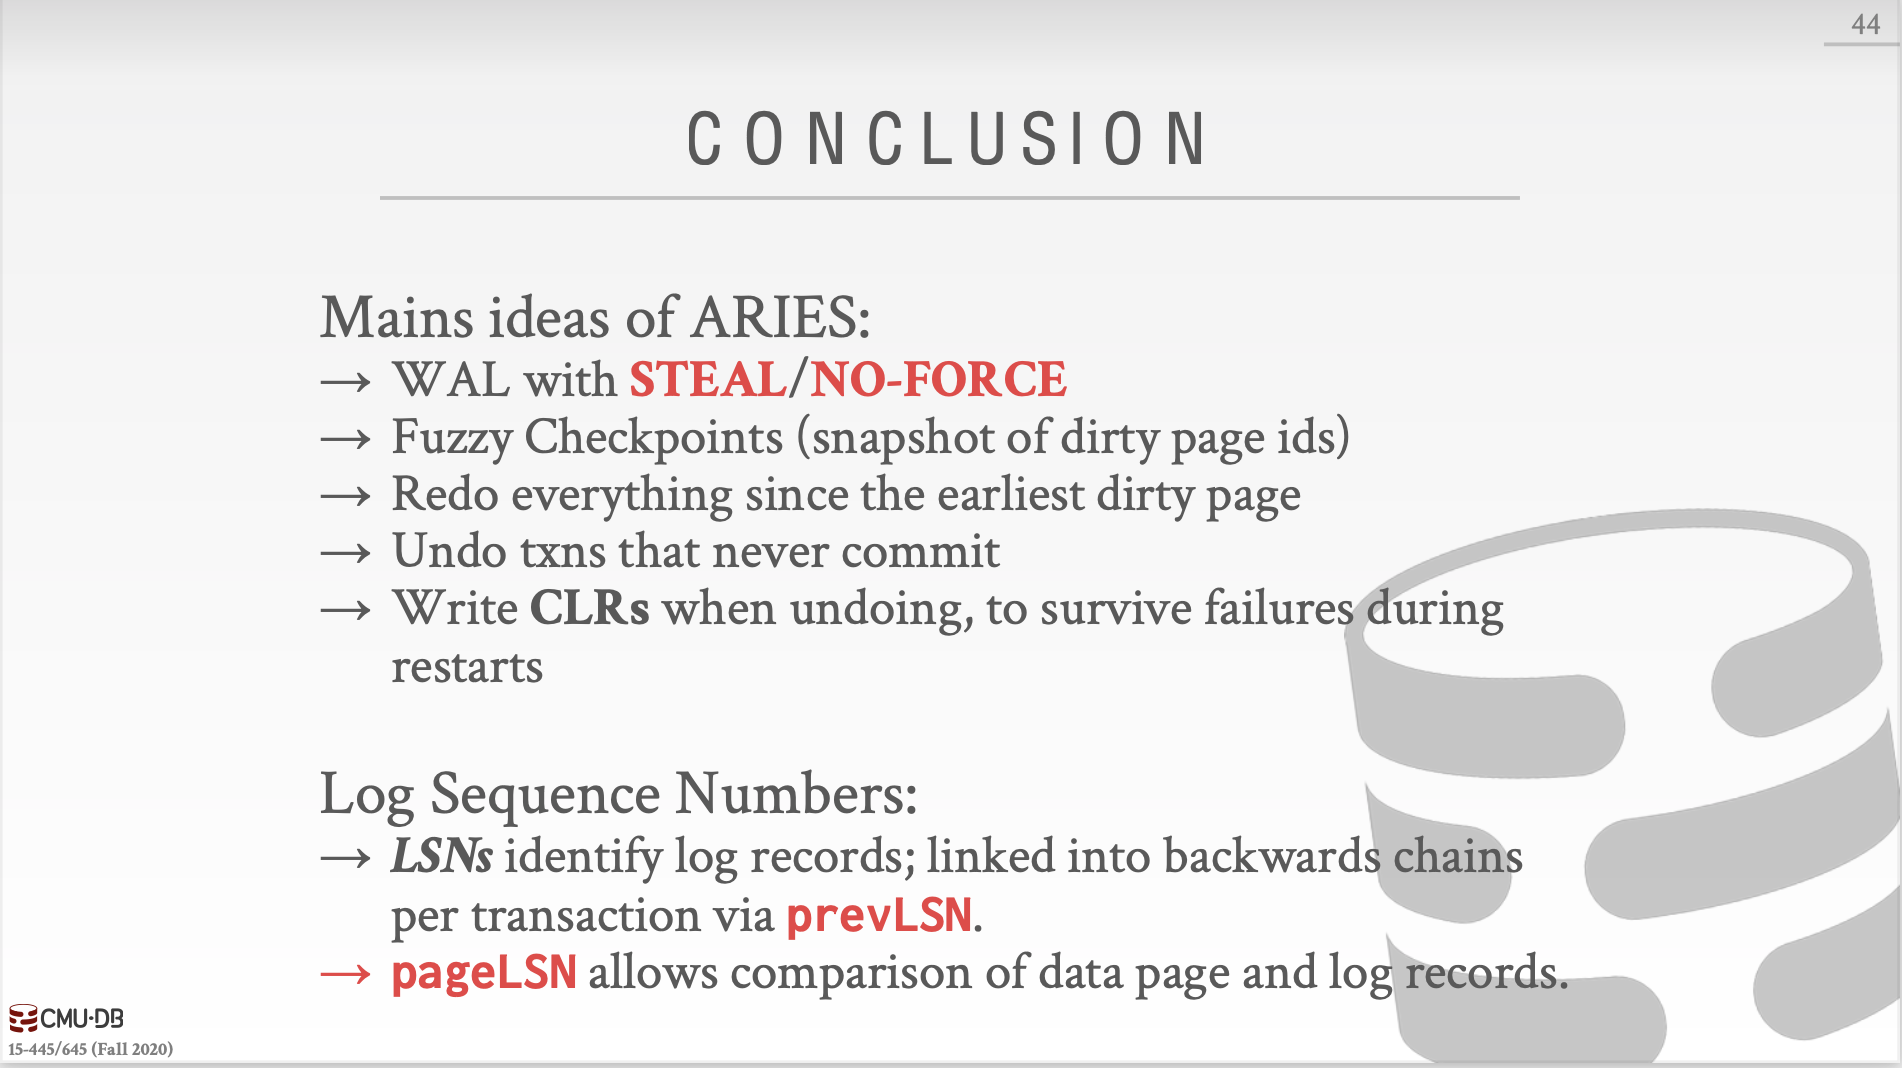 44
CONCLUSION
Mains ideas of ARIES:
→ WAL with STEAL/NO-FORCE
→ Fuzzy Checkpoints (snapshot of dirty page ids)
→ Redo everything since the earliest dirty page
→ Undo txns that never commit
→ Write CLRs when undoing, to survive failures during
restarts
Log Sequence Numbers:
→ LSNs identify log records; linked into backwards chains
per transaction via prevLSN.
→ pageLSN allows comparison of data page and log records.
CMU·DB
15-445/645 (Fall 2020)